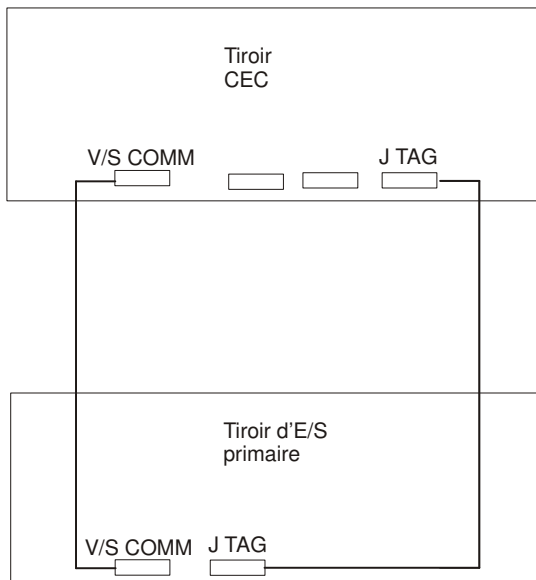 Tiroir
CEC
V/S COMM
J TAG
Tiroir d'E/S
primaire
V/S COMM
J TAG